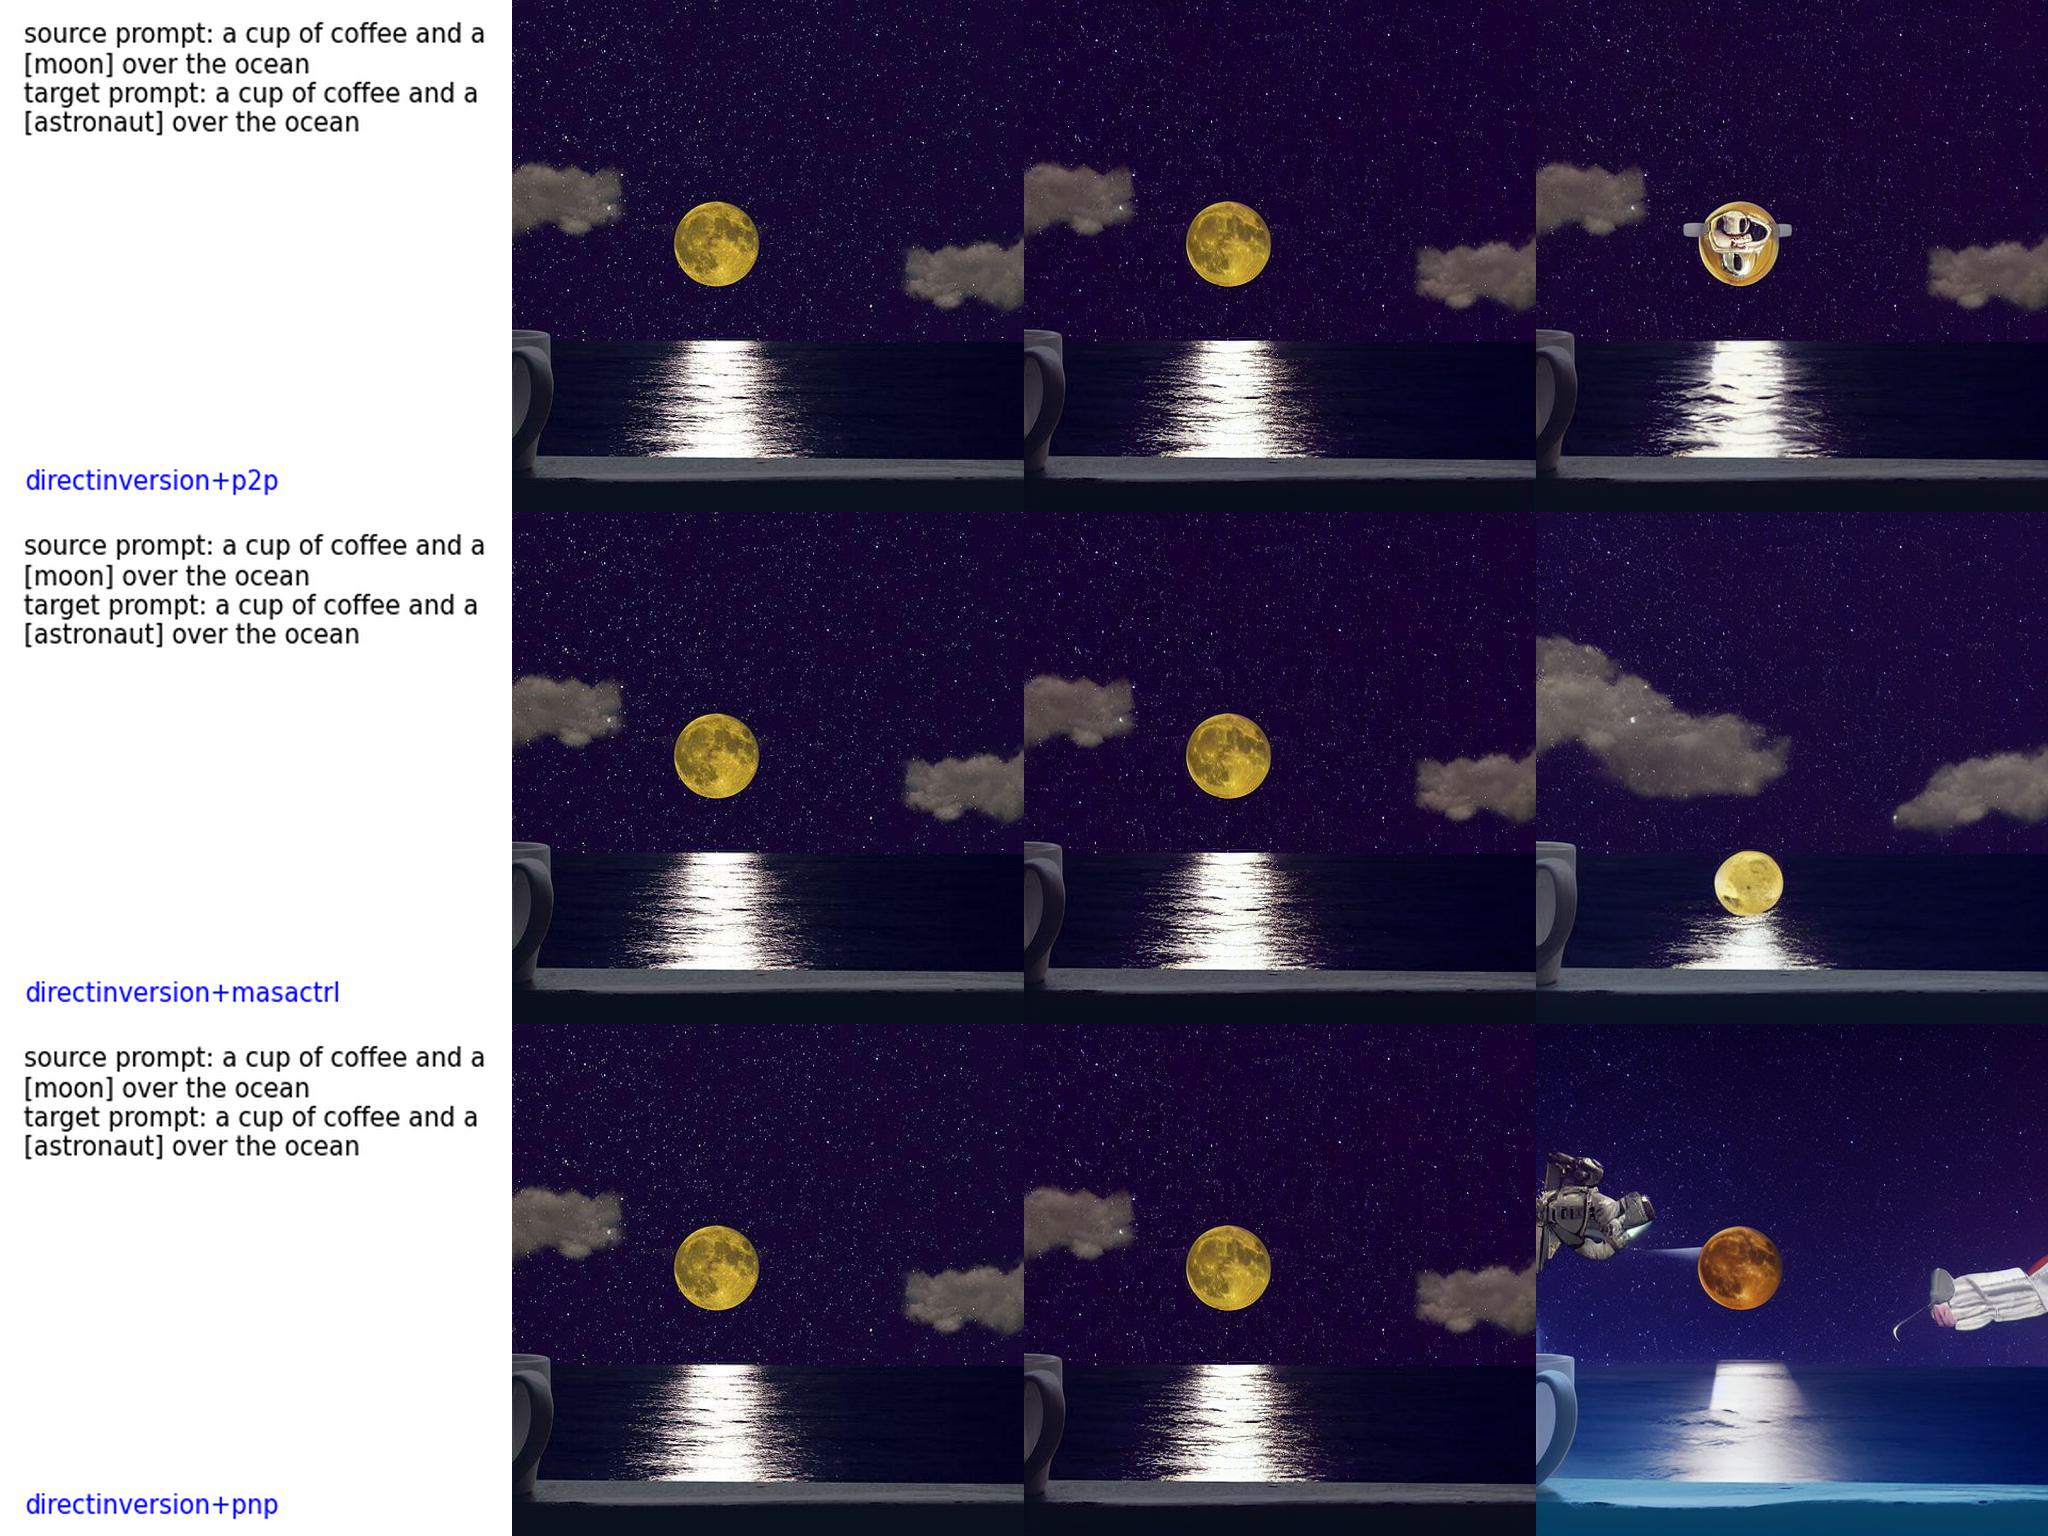 source prompt: a cup of coffee and a
[moon] over the ocean
target prompt: a cup of coffee and a
[astronaut] over the ocean
directinversion+p2p
source prompt: a cup of coffee and a
[moon] over the ocean
target prompt: a cup of coffee and a
[astronaut] over the ocean
directinversion+masactrl
source prompt: a cup of coffee and a
[moon] over the ocean
target prompt: a cup of coffee and a
[astronaut] over the ocean
directinversion+pnp